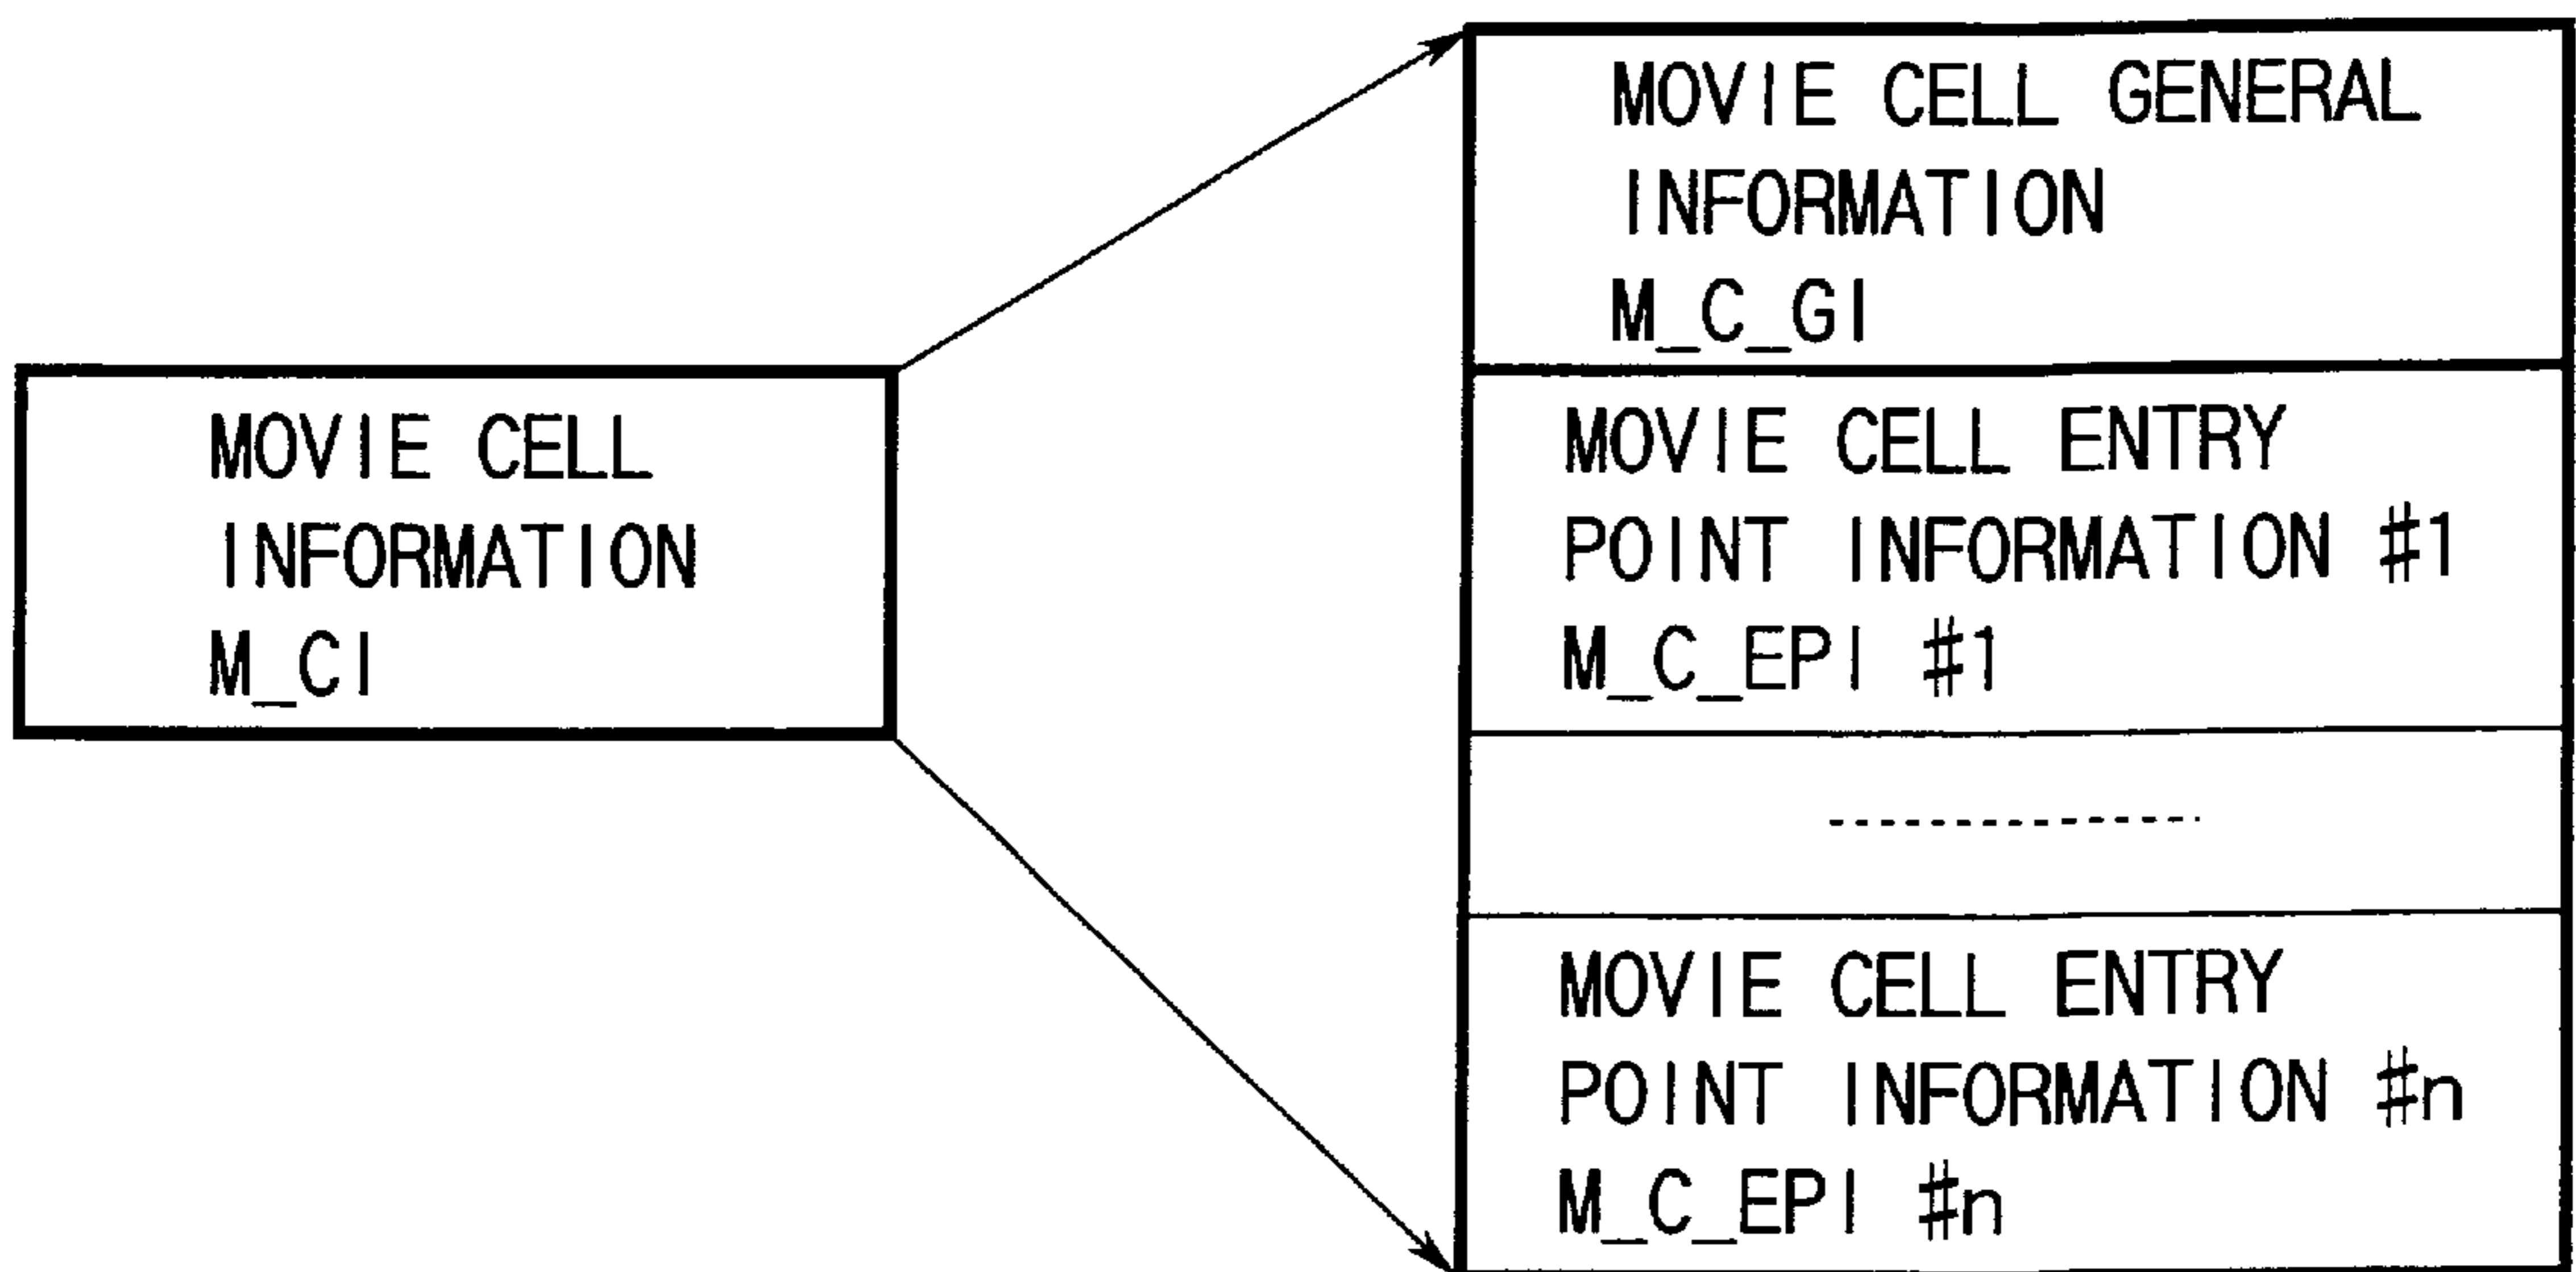 MOVIE CELL
INFORMATION
M_CI
MOVIE CELL GENERAL
INFORMATION
M_C_GI
MOVIE CELL ENTRY
POINT INFORMATION #1
M_C_EPI #1
MOVIE CELL ENTRY
POINT INFORMATION #n
M_C_EPI #n